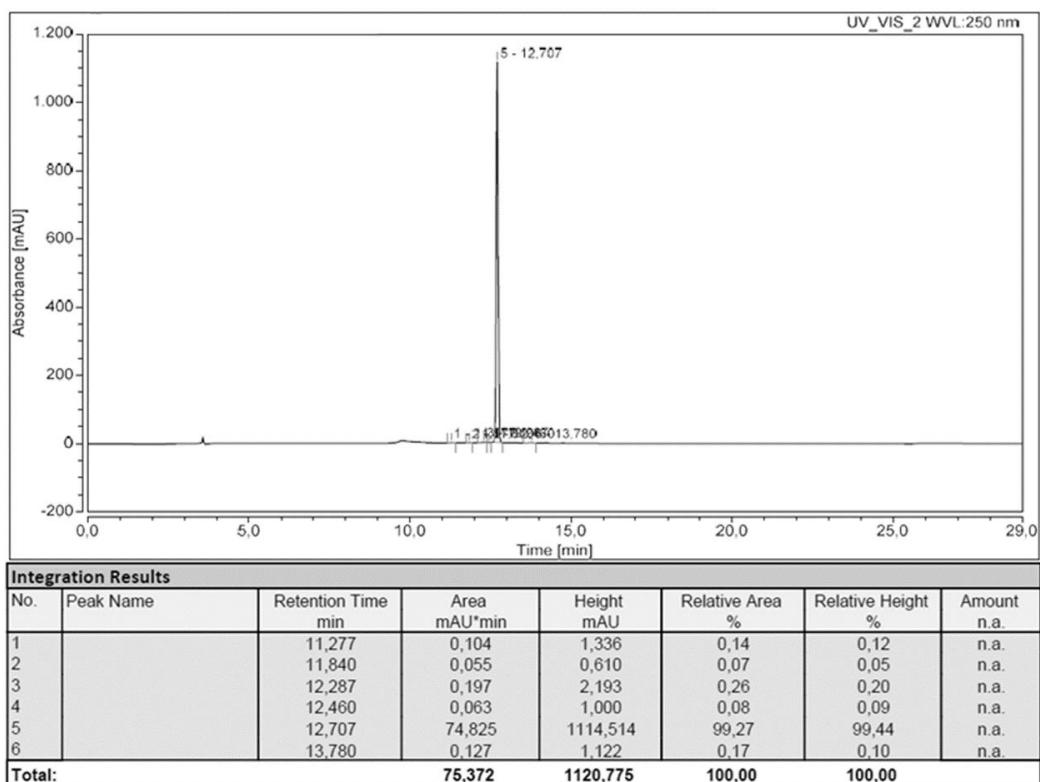 UV_VIS_2 WVL:250 nm
1.200
5 - 12,707
1.000
800
600
400
200
0
-200
Absorbance [mAU]
13.780
0,0 5,0 10,0 15,0 20,0 25,0 29,0
Time [min]
Integration Results
No. Peak Name Retention Time Area Height Relative Area Relative Height Amount
min mAU*min mAU % % n.a.
1 11,277 0,104 1,336 0,14 0,12 n.a.
2 11,840 0,055 0,610 0,07 0,05 n.a.
3 12,287 0,197 2,193 0,26 0,20 n.a.
4 12,460 0,063 1,000 0,08 0,09 n.a.
5 12,707 74,825 1114,514 99,27 99,44 n.a.
6 13,780 0,127 1,122 0,17 0,10 n.a.
Total: 75,372 1120,775 100,00 100,00